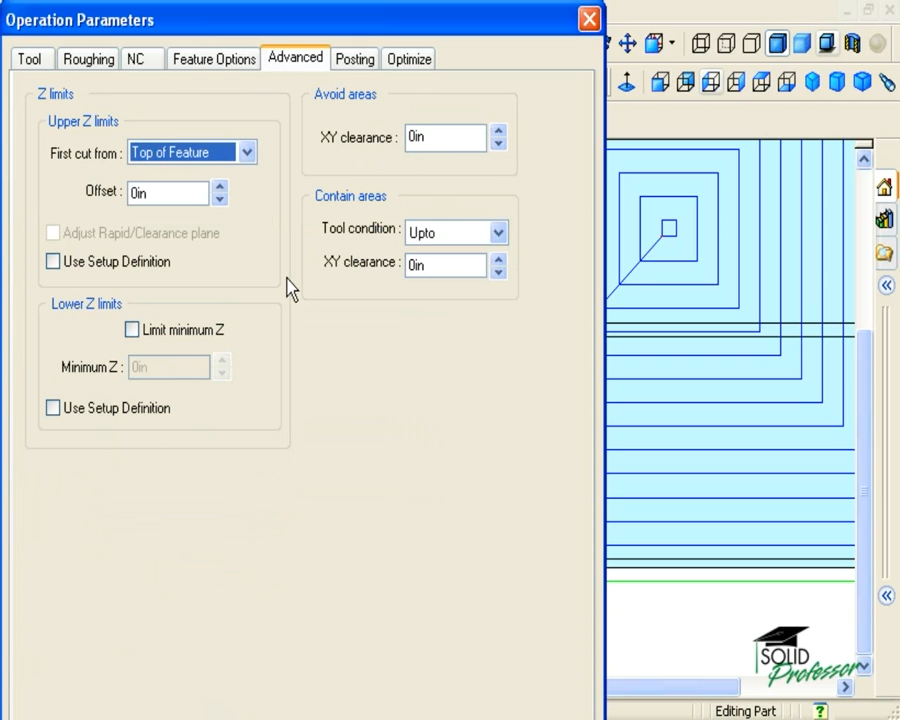 Operation Parameters
Tool Roughing NC Feature Options Advanced Posting Optimize
Z limits
Upper Z limits
First cut from : Top of Feature
Offset : 0in
Adjust Rapid/Clearance plane
Use Setup Definition
Lower Z limits
Limit minimum Z
Minimum Z : 0in
Use Setup Definition
Avoid areas
XY clearance : 0in
Contain areas
Tool condition : Upto
XY clearance : 0in
SOLID
Professor
Editing Part